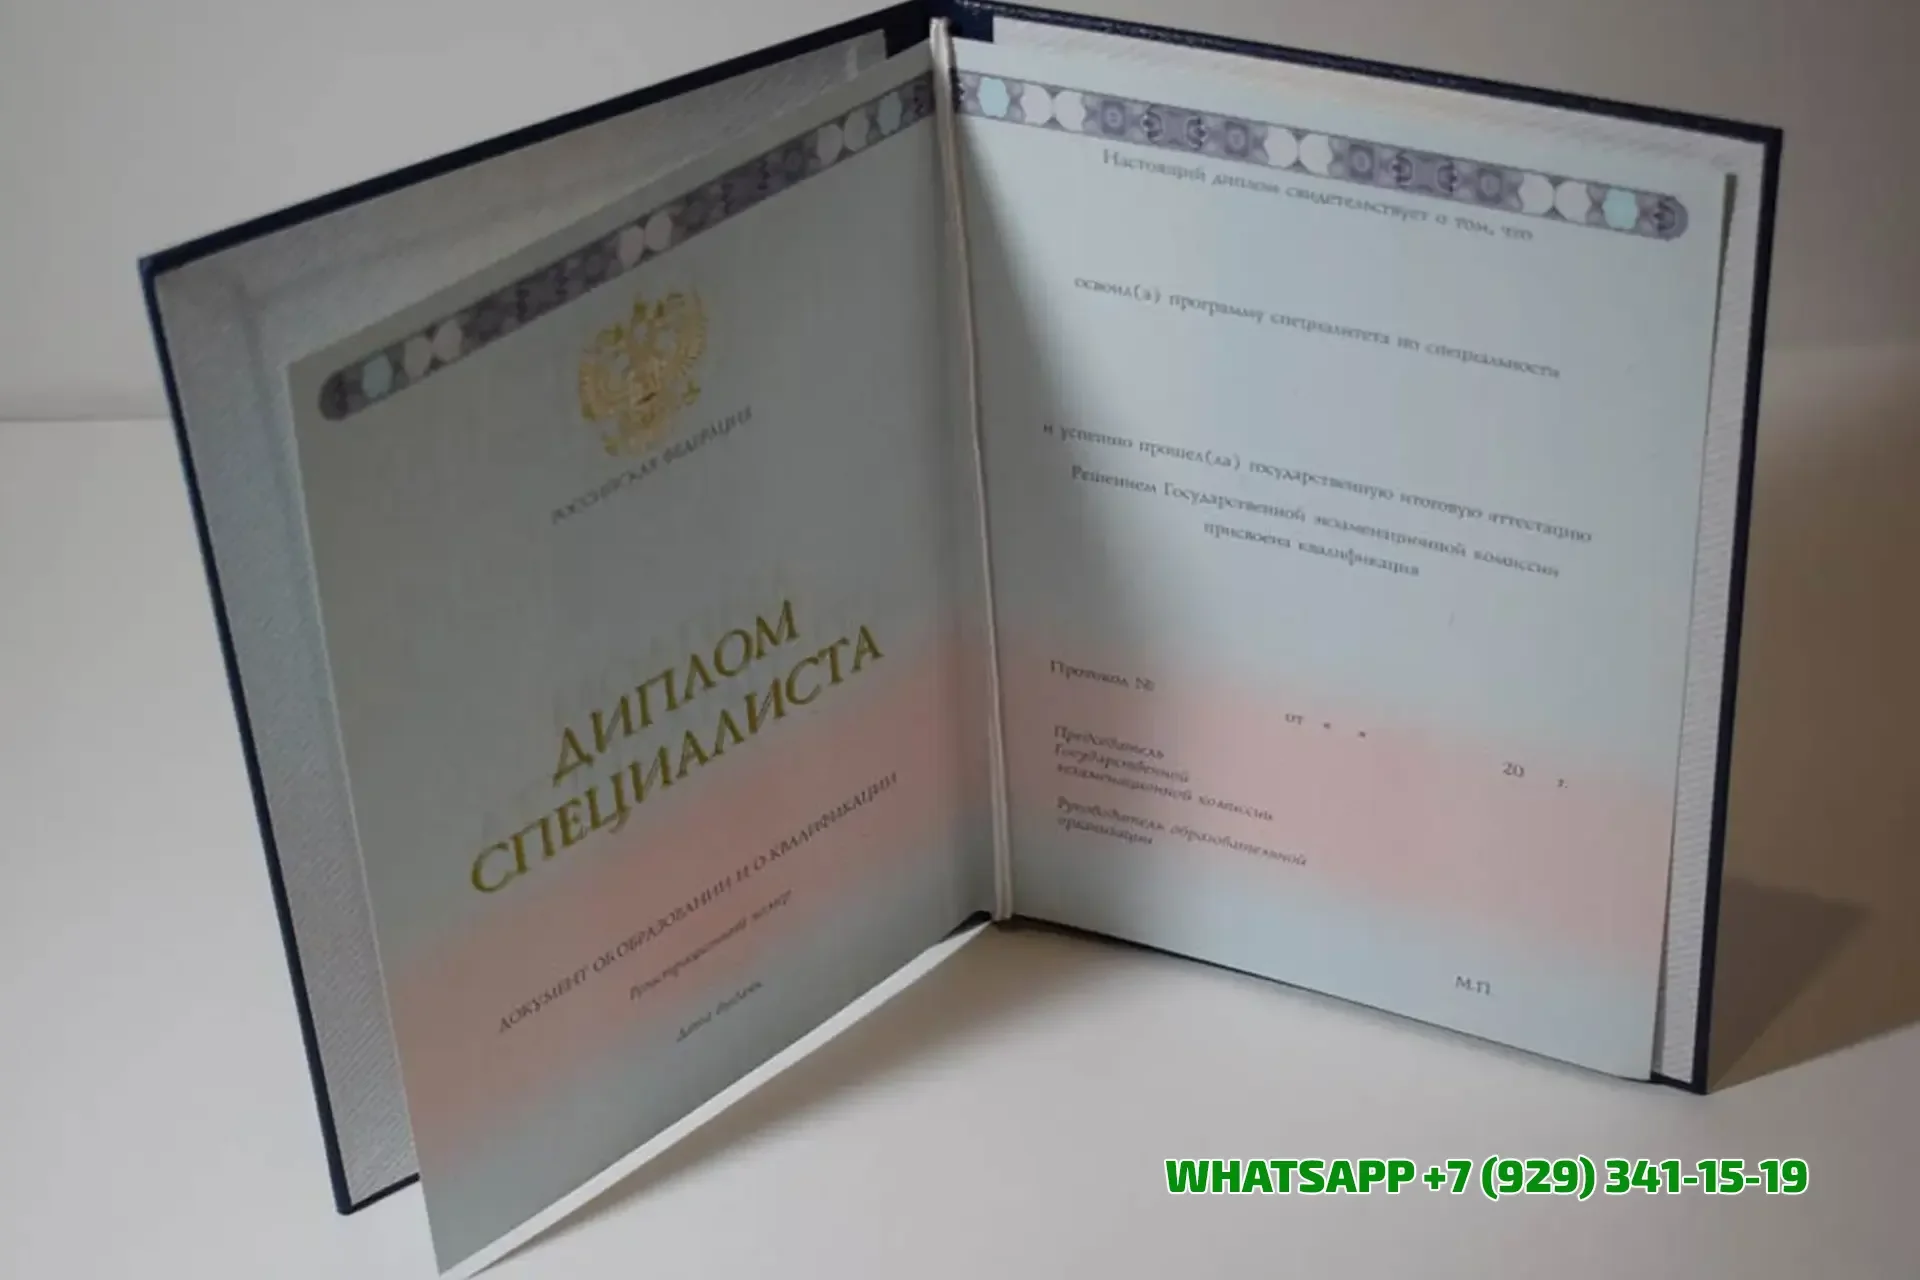 РОССИЙСКАЯ ФЕДЕРАЦИЯ
ДИПЛОМ
СПЕЦИАЛИСТА
ДОКУМЕНТ ОБ ОБРАЗОВАНИИ И О КВАЛИФИКАЦИИ
Регистрационный номер
Дата выдачи
Настоящий диплом свидетельствует о том, что
освоил(а) программу специалитета по специальности
и успешно прошел(ла) государственную итоговую аттестацию
Решением Государственной экзаменационной комиссии
присвоена квалификация
Протокол №
от « »
20 г.
Председатель
Государственной
экзаменационной комиссии
Руководитель образовательной
организации
М.П.
WHATSAPP +7 (929) 341-15-19